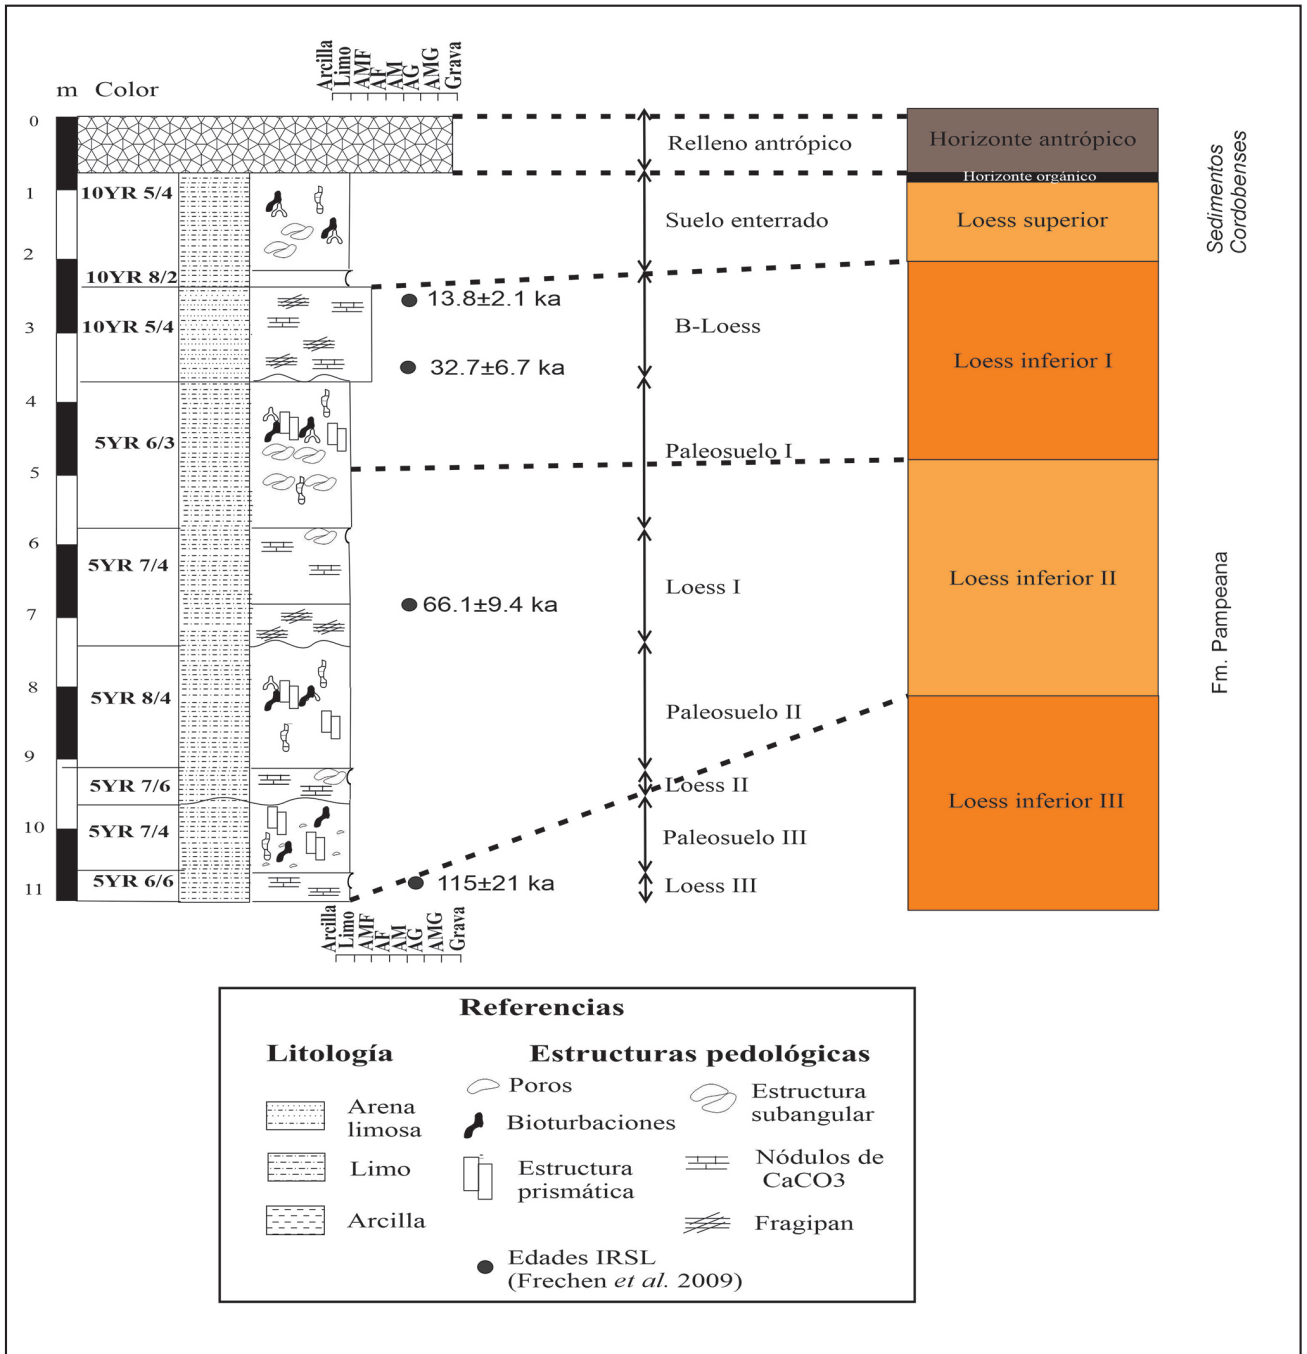 Arcilla
Limo
AMF
AF
AM
AG
AMG
Grava
m Color
0
1
2
3
4
5
6
7
8
9
10
11
10YR 5/4
10YR 8/2
10YR 5/4
5YR 6/3
5YR 7/4
5YR 8/4
5YR 7/6
5YR 7/4
5YR 6/6
13.8±2.1 ka
32.7±6.7 ka
66.1±9.4 ka
115±21 ka
Relleno antrópico
Suelo enterrado
B-Loess
Paleosuelo I
Loess I
Paleosuelo II
Loess II
Paleosuelo III
Loess III
Horizonte antrópico
Horizonte orgánico
Loess superior
Loess inferior I
Loess inferior II
Loess inferior III
Sedimentos
Cordobenses
Fm. Pampeana
Arcilla
Limo
AMF
AF
AM
AG
AMG
Grava
Referencias
Litología
Arena
limosa
Limo
Arcilla
Estructuras pedológicas
Poros
Bioturbaciones
Estructura
prismática
Estructura
subangular
Nódulos de
CaCO3
Fragipan
Edades IRSL
(Frechen et al. 2009)